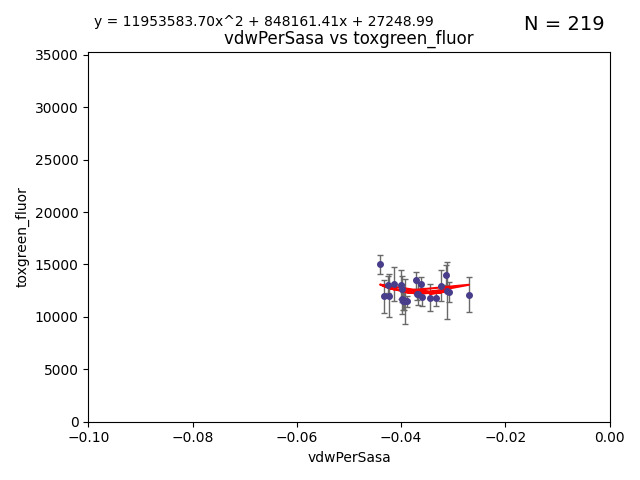 y = 11953583.70x^2 + 848161.41x + 27248.99
N = 219
vdwPerSasa vs toxgreen_fluor
35000
30000
25000
20000
15000
10000
5000
0
toxgreen_fluor
−0.10
−0.08
−0.06
−0.04
−0.02
0.00
vdwPerSasa